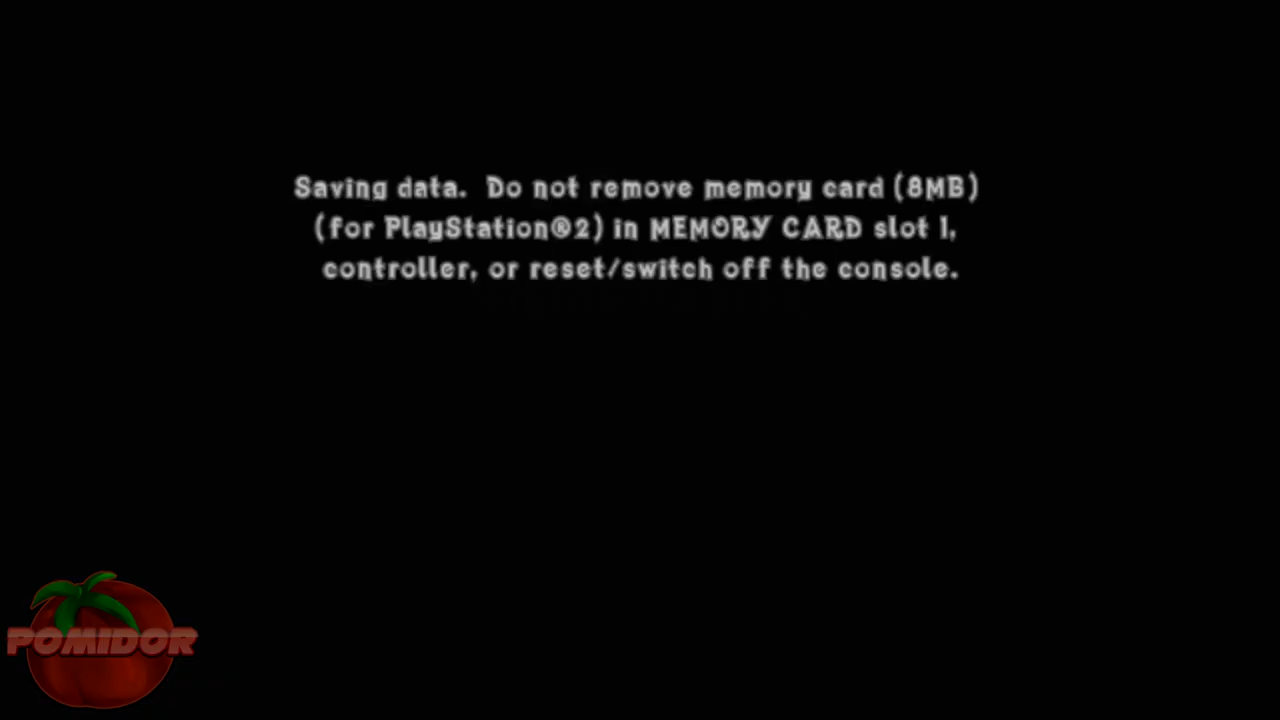 Saving data. Do not remove memory card (8MB)
(for PlayStation®2) in MEMORY CARD slot 1,
controller, or reset/switch off the console.
POMIDOR